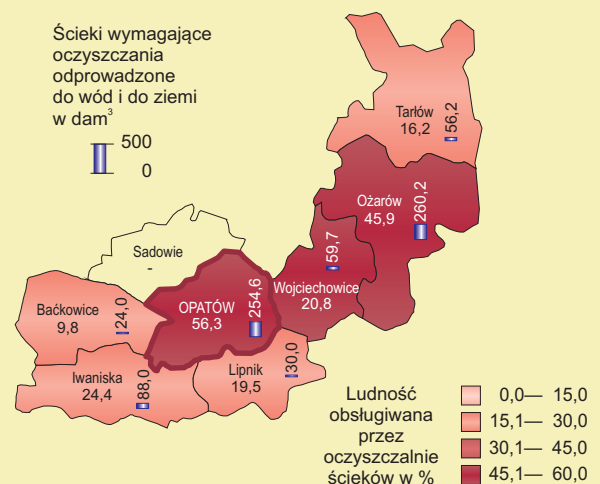 Ścieki wymagające
oczyszczania
odprowadzone
do wód i do ziemi
w dam³
500
0
Tarłów
16,2
56,2
Ożarów
45,9
260,2
Sadowie
-
59,7
Wojciechowice
20,8
OPATÓW
56,3
254,6
Baćkowice
9,8
24,0
Iwaniska
24,4
88,0
Lipnik
19,5
30,0
Ludność
obsługiwana
przez
oczyszczalnie
ścieków w %
0,0— 15,0
15,1— 30,0
30,1— 45,0
45,1— 60,0